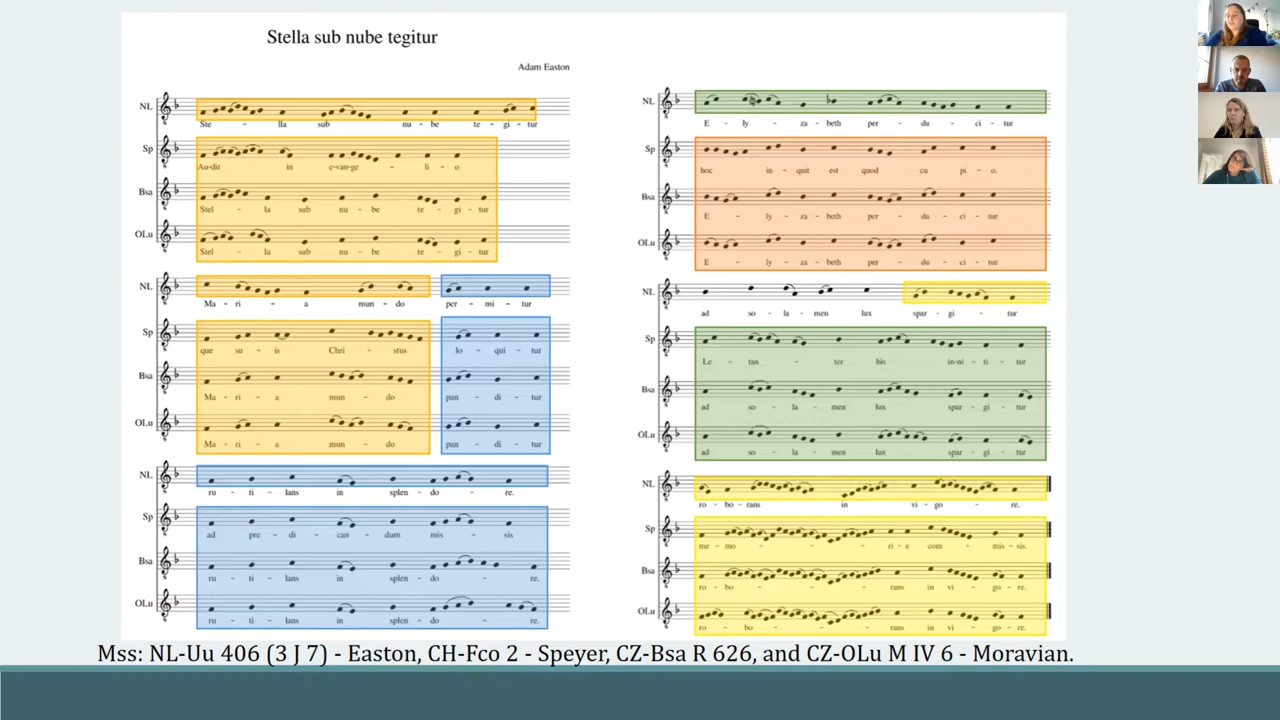 Stella sub nube tegitur
Adam Easton
NL
Ste - lla sub nu - be te - gi - tur
Sp
Au-dit in e-van-ge - li - o
Bsa
Stel - la sub nu - be te - gi - tur
OLu
Stel - la sub nu - be te - gi - tur
NL
Ma - ri - a mun - do per - mi - tur
Sp
que su - is Chri - stus lo - qui - tur
Bsa
Ma - ri - a mun - do pan - di - tur
OLu
Ma - ri - a mun - do pan - di - tur
NL
ru - ti - lans in splen - do - re.
Sp
ad pre - di - can - dum mis - sis
Bsa
ru - ti - lans in splen - do - re.
OLu
ru - ti - lans in splen - do - re.
NL
E - ly - za - beth per - du - ci - tur
Sp
hoc in - quit est quod cu - pi - o.
Bsa
E - ly - za - beth per - du - ci - tur
OLu
E - ly - za - beth per - du - ci - tur
NL
ad so - la - men lux spar - gi - tur
Sp
Le - tan - ter his in-ni - ti - tur
Bsa
ad so - la - men lux spar - gi - tur
OLu
ad so - la - men lux spar - gi - tur
NL
ro - bo - rans in vi - go - re.
Sp
me - mo - ri - e com - mis - sis.
Bsa
ro - bo - rans in vi - go - re.
OLu
ro - bo - rans in vi - go - re.
Mss: NL-Uu 406 (3 J 7) - Easton, CH-Fco 2 - Speyer, CZ-Bsa R 626, and CZ-OLu M IV 6 - Moravian.